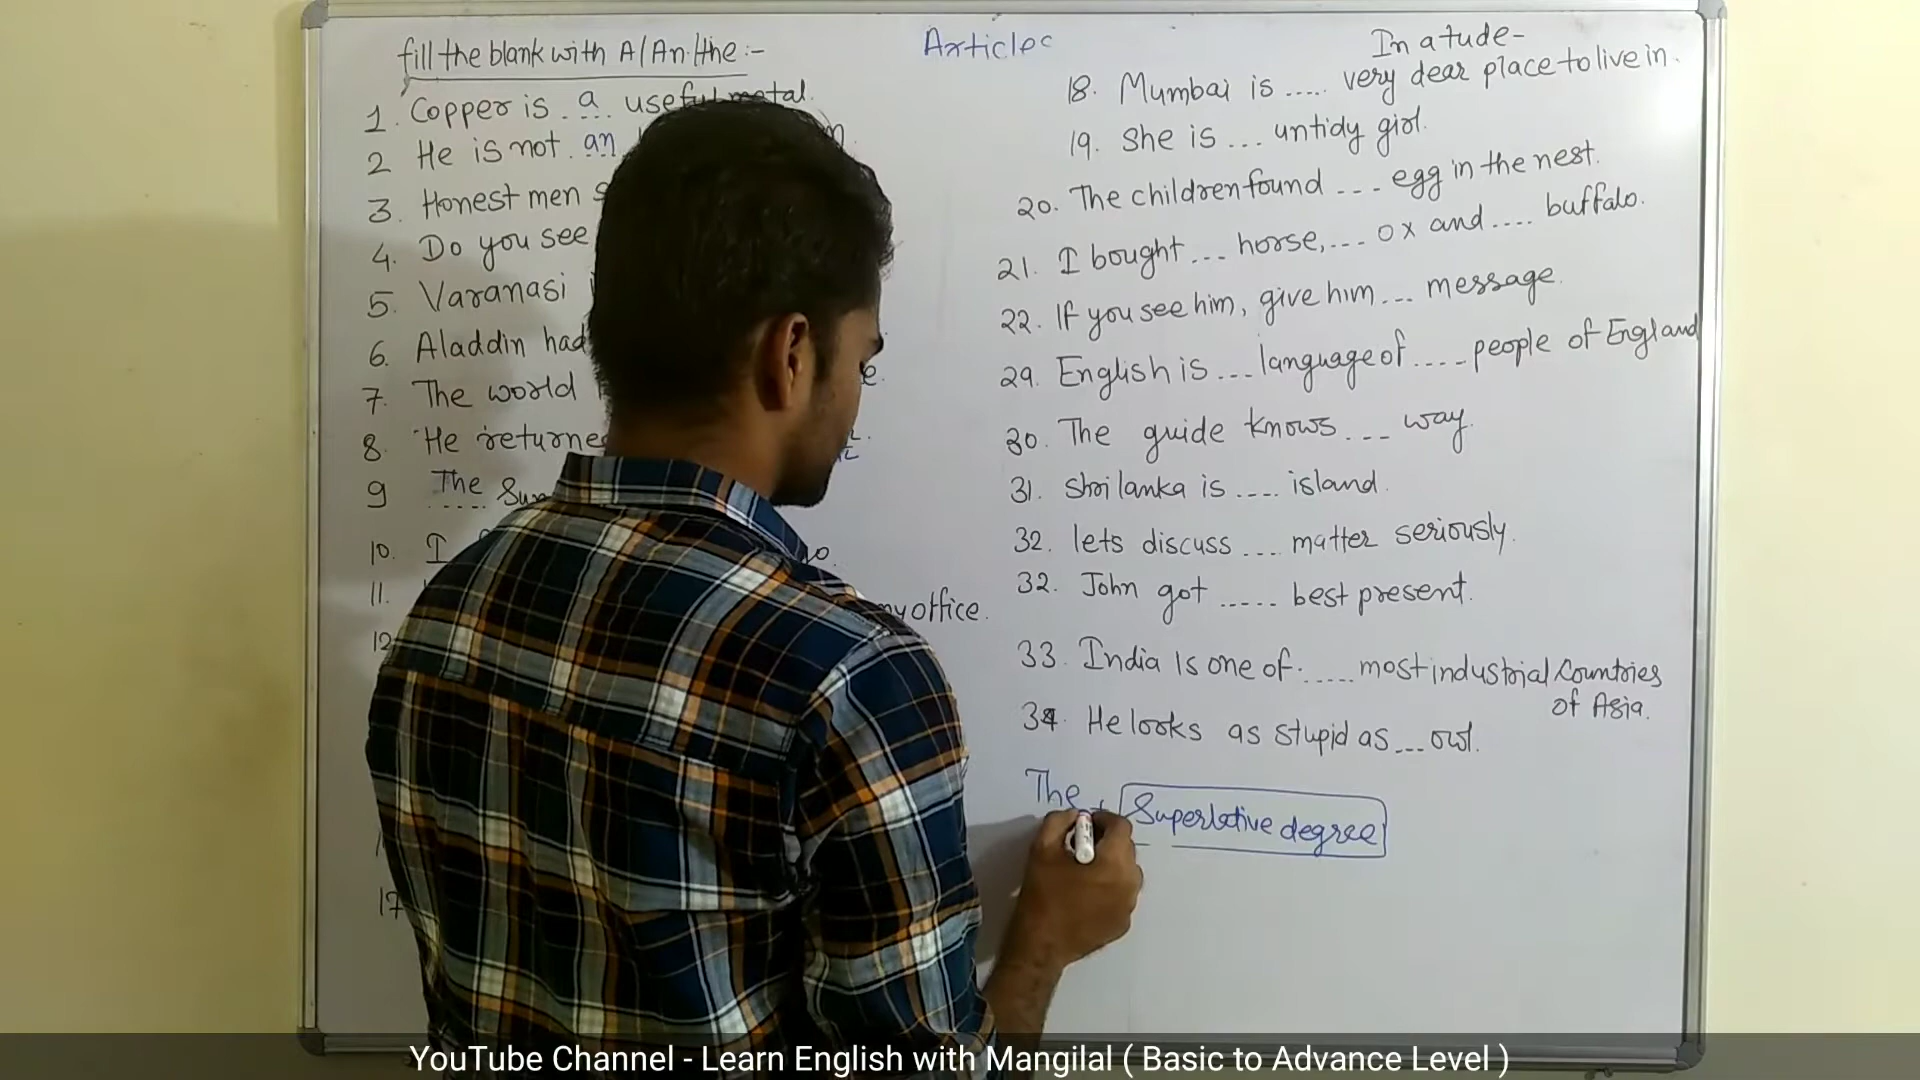 fill the blank with A/An/the :-
1. Copper is a useful metal.
2 He is not an
3. Honest men
4. Do you see
5. Varanasi
6. Aladdin had
7. The world
8. He returned
9 The Sun
10. I
11.
my office.
12
17
Articles
In a tude-
18. Mumbai is ..... very dear place to live in.
19. She is ... untidy girl.
20. The children found --- egg in the nest.
21. I bought ... horse, ... ox and .... buffalo.
22. If you see him, give him ... message.
29. English is ... language of .... people of England
30. The guide knows ... way.
31. Shri lanka is .... island.
32. lets discuss .... matter seriously.
32. John got ..... best present.
33. India Is one of ..... most industrial Countries
of Asia.
34. He looks as stupid as ... owl.
The + Superlative degree
YouTube Channel - Learn English with Mangilal ( Basic to Advance Level )